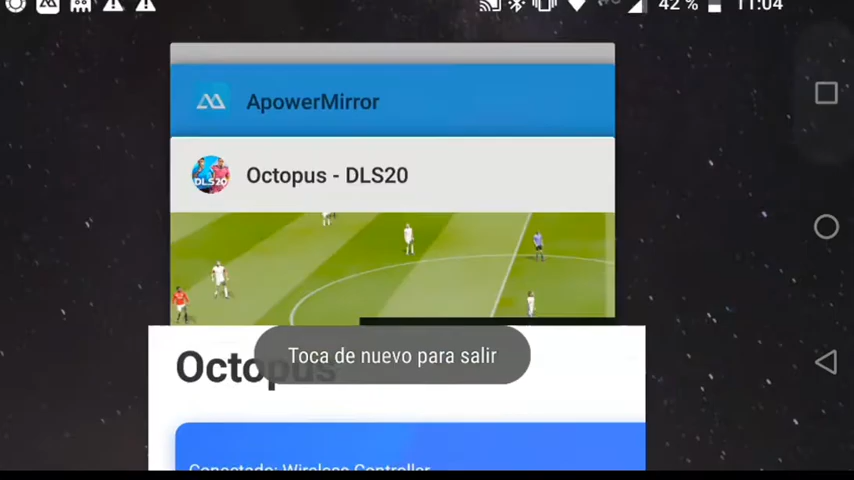 42 %
11:04
ApowerMirror
DLS20
Octopus - DLS20
Toca de nuevo para salir
Octopus
Conectado: Wireless Controller